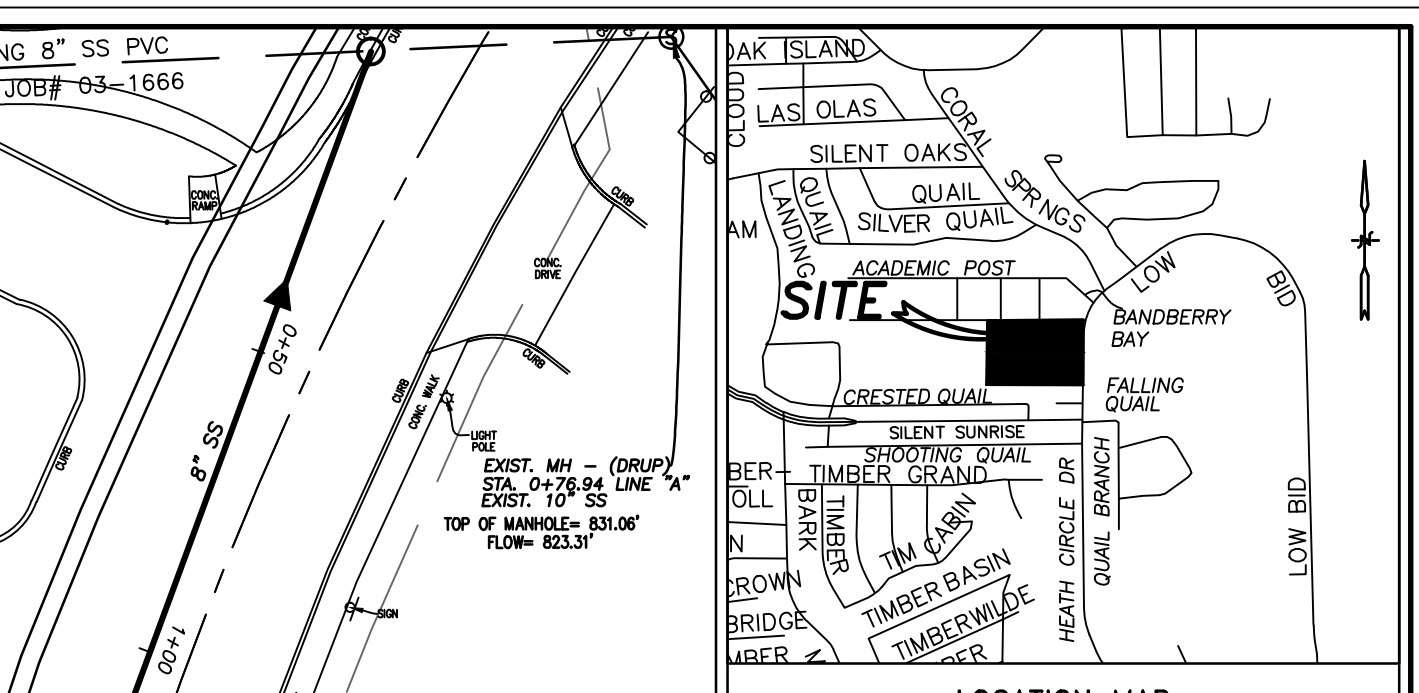 NG 8" SS PVC
JOB# 03-1666
CONC.
RAMP
CURB
CONC.
DRIVE
0+50
CURB
CURB
CONC. WALK
LIGHT
POLE
8" SS
CURB
EXIST. MH - (DRUP)
STA. 0+76.94 LINE "A"
EXIST. 10" SS
TOP OF MANHOLE= 831.06'
FLOW= 823.31'
SIGN
1+00
OAK ISLAND
CLOUD
LAS OLAS
CORAL SPRINGS
SILENT OAKS
LANDING
QUAIL
QUAIL
SILVER QUAIL
AM
ACADEMIC POST
LOW BID
SITE
BANDBERRY
BAY
CRESTED QUAIL
FALLING
QUAIL
SILENT SUNRISE
SHOOTING QUAIL
TIMBER GRAND
BER
OLL
BARK
TIMBER
TIM CABIN
HEATH CIRCLE DR
QUAIL BRANCH
LOW BID
N
CROWN
TIMBER BASIN
BRIDGE
TIMBERWILDE
MBER
BER
LOCATION MAP